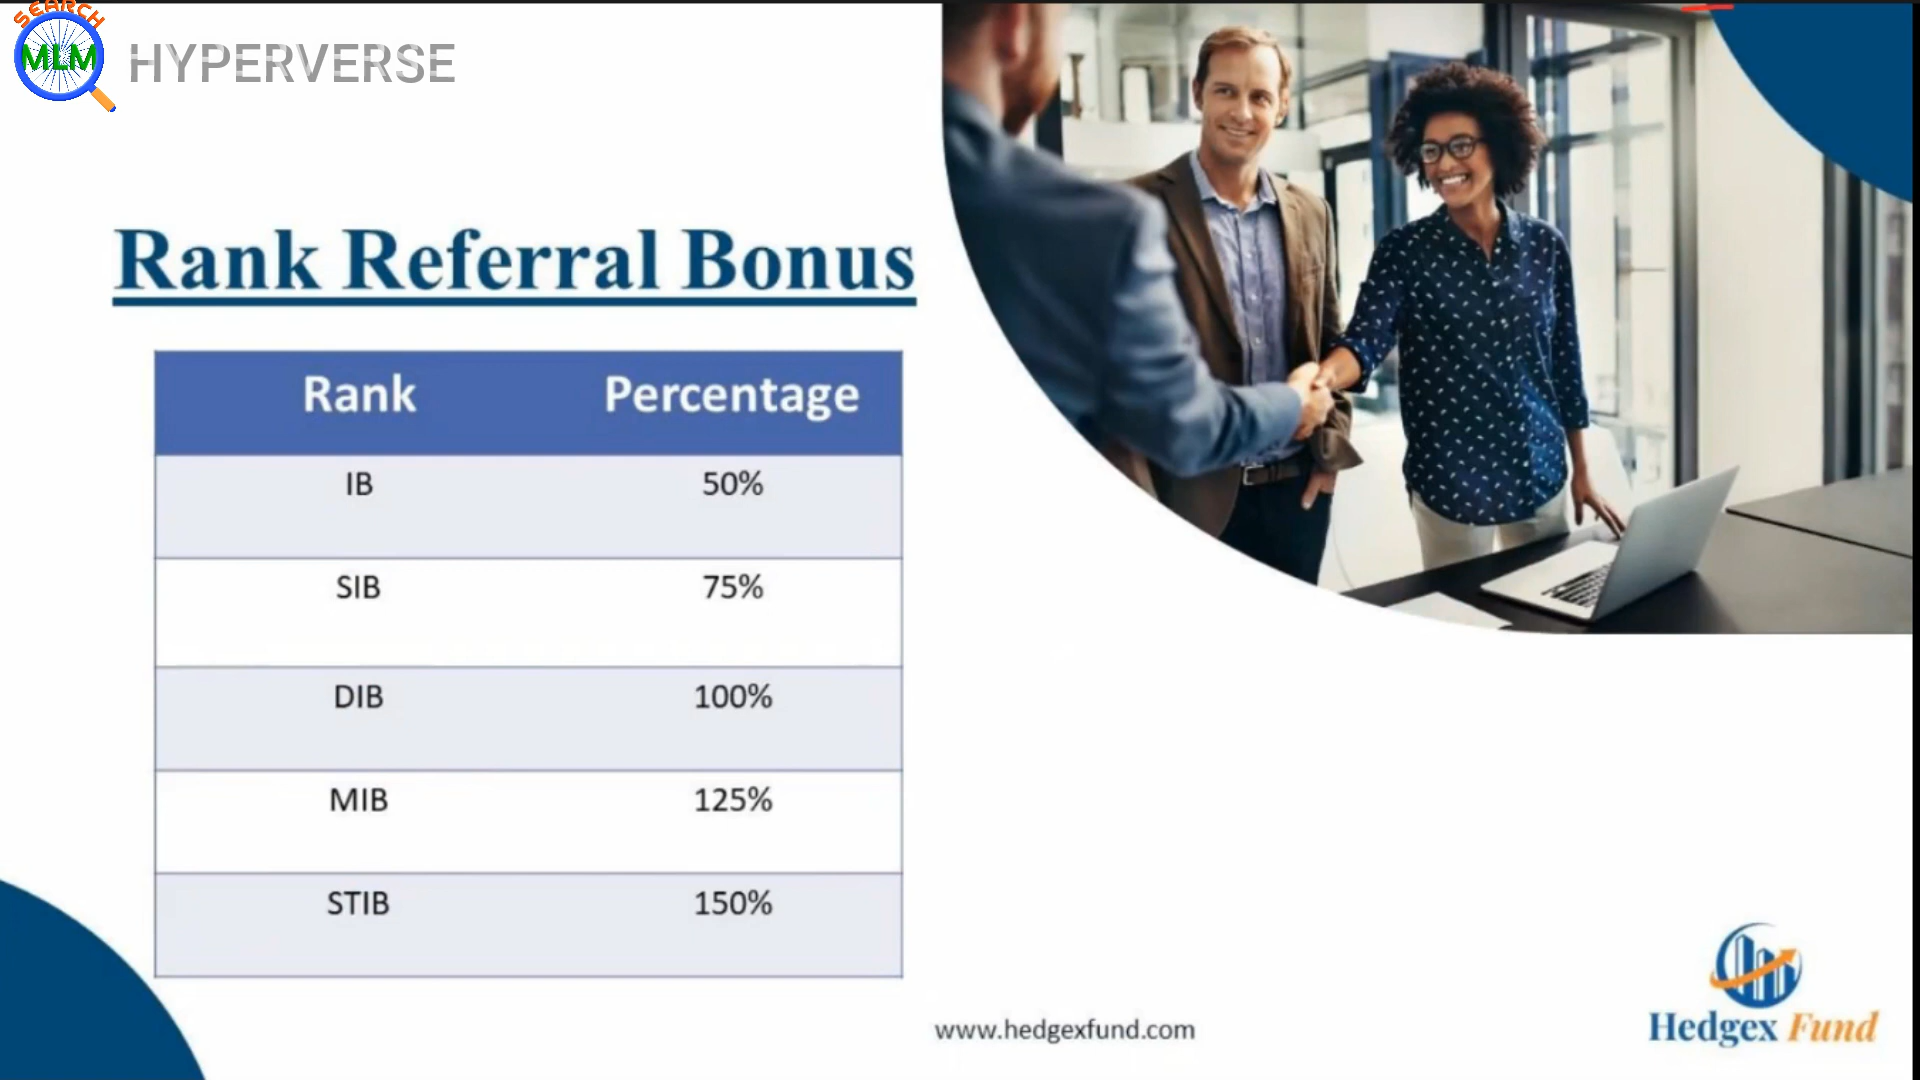 SEARCH
MLM
HYPERVERSE
Rank Referral Bonus
Rank Percentage
IB 50%
SIB 75%
DIB 100%
MIB 125%
STIB 150%
www.hedgexfund.com
Hedgex Fund